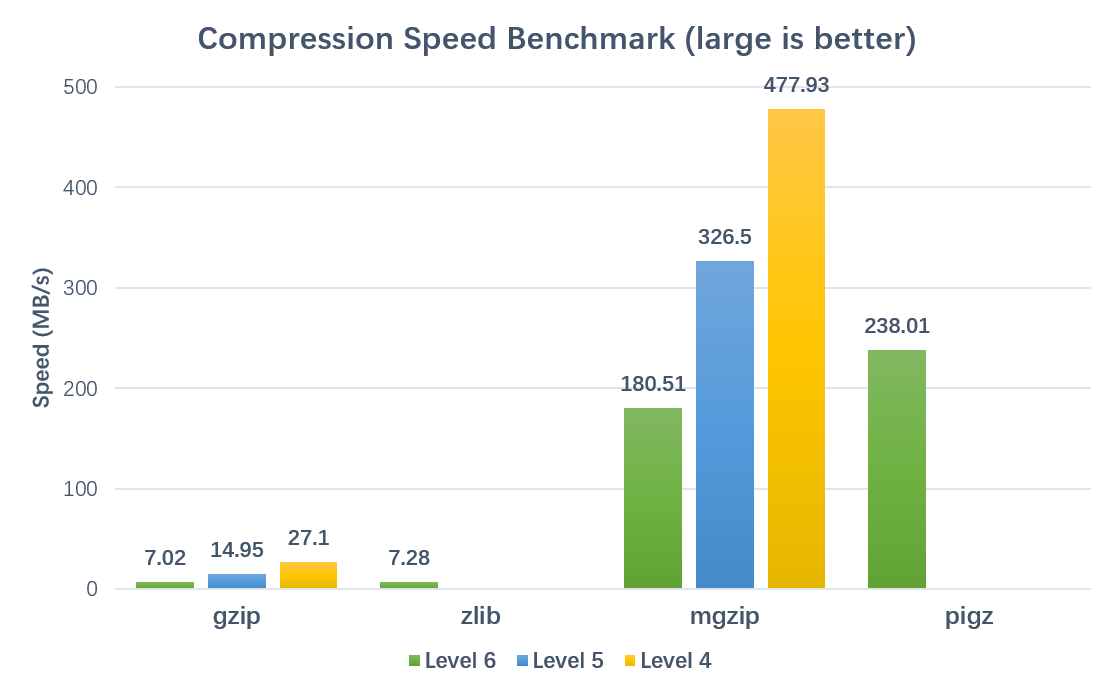 Compression Speed Benchmark (large is better)
Speed (MB/s)
500
400
300
200
100
0
7.02
14.95
27.1
7.28
180.51
326.5
477.93
238.01
gzip
zlib
mgzip
pigz
Level 6
Level 5
Level 4